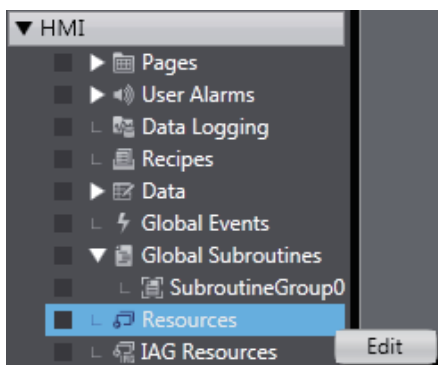 HMI
Pages
User Alarms
Data Logging
Recipes
Data
Global Events
Global Subroutines
SubroutineGroup0
Resources
Edit
IAG Resources